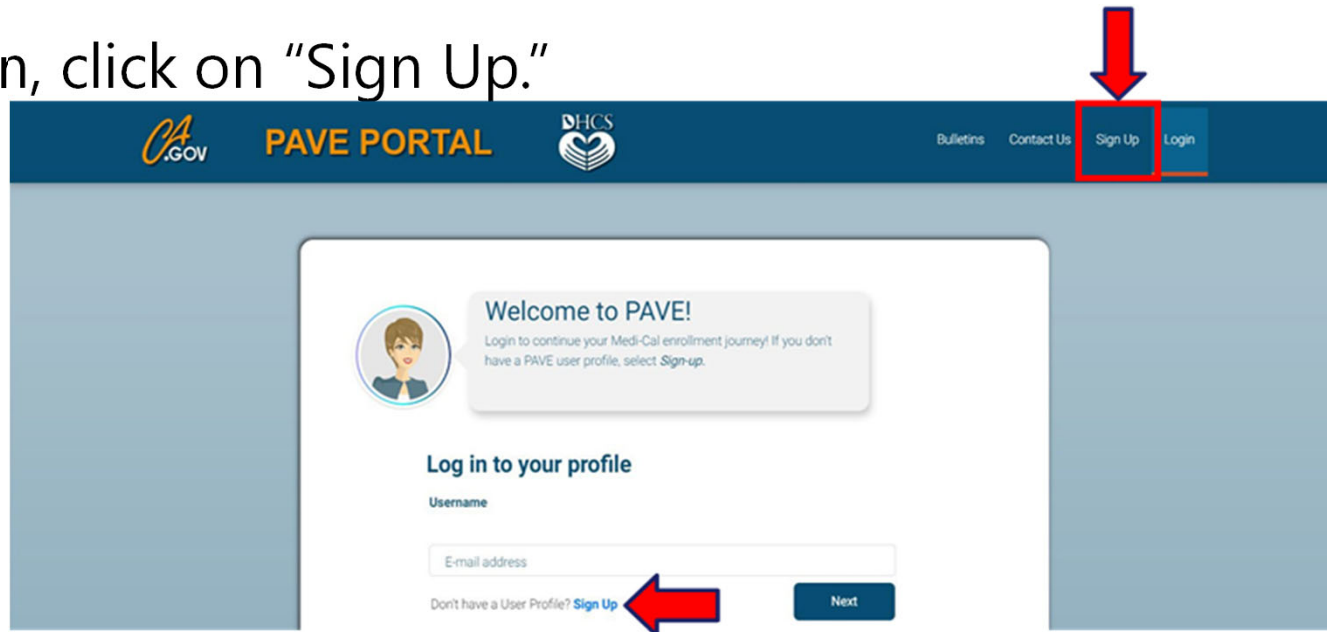 n, click on “Sign Up.”
CA.GOV
PAVE PORTAL
DHCS
Bulletins Contact Us Sign Up Login
Welcome to PAVE!
Login to continue your Medi-Cal enrollment journey! If you don't
have a PAVE user profile, select Sign-up.
Log in to your profile
Username
E-mail address
Don't have a User Profile? Sign Up
Next